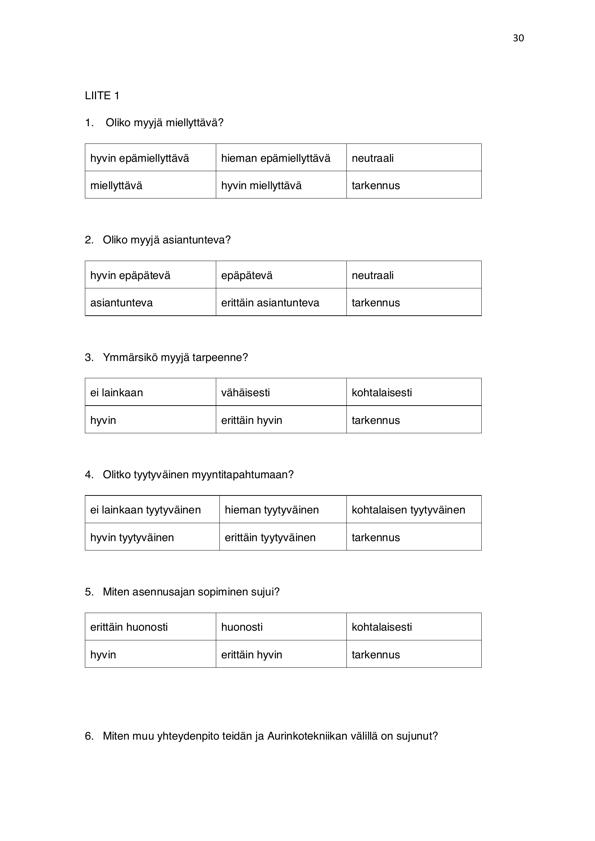 30
LIITE 1
1. Oliko myyjä miellyttävä?
hyvin epämiellyttävä hieman epämiellyttävä neutraali
miellyttävä hyvin miellyttävä tarkennus
2. Oliko myyjä asiantunteva?
hyvin epäpätevä epäpätevä neutraali
asiantunteva erittäin asiantunteva tarkennus
3. Ymmärsikö myyjä tarpeenne?
ei lainkaan vähäisesti kohtalaisesti
hyvin erittäin hyvin tarkennus
4. Olitko tyytyväinen myyntitapahtumaan?
ei lainkaan tyytyväinen hieman tyytyväinen kohtalaisen tyytyväinen
hyvin tyytyväinen erittäin tyytyväinen tarkennus
5. Miten asennusajan sopiminen sujui?
erittäin huonosti huonosti kohtalaisesti
hyvin erittäin hyvin tarkennus
6. Miten muu yhteydenpito teidän ja Aurinkotekniikan välillä on sujunut?